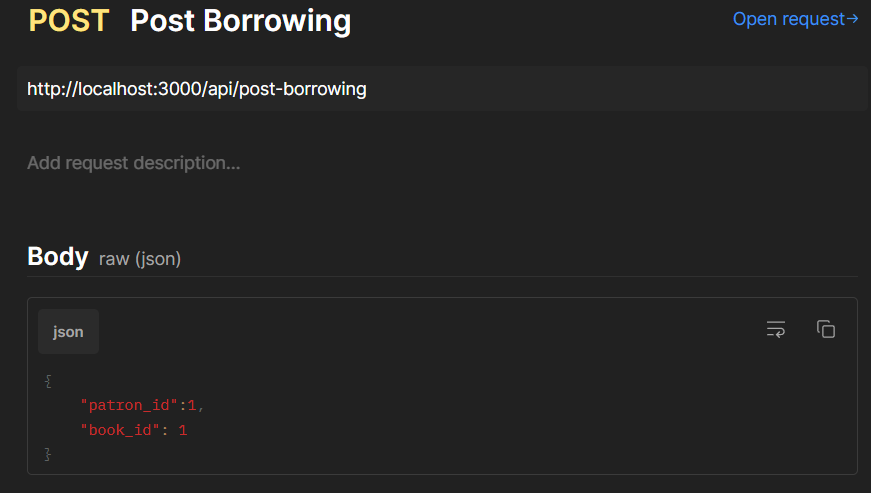 POST Post Borrowing
Open request→
http://localhost:3000/api/post-borrowing
Add request description...
Body raw (json)
json
{
    "patron_id":1,
    "book_id": 1
}